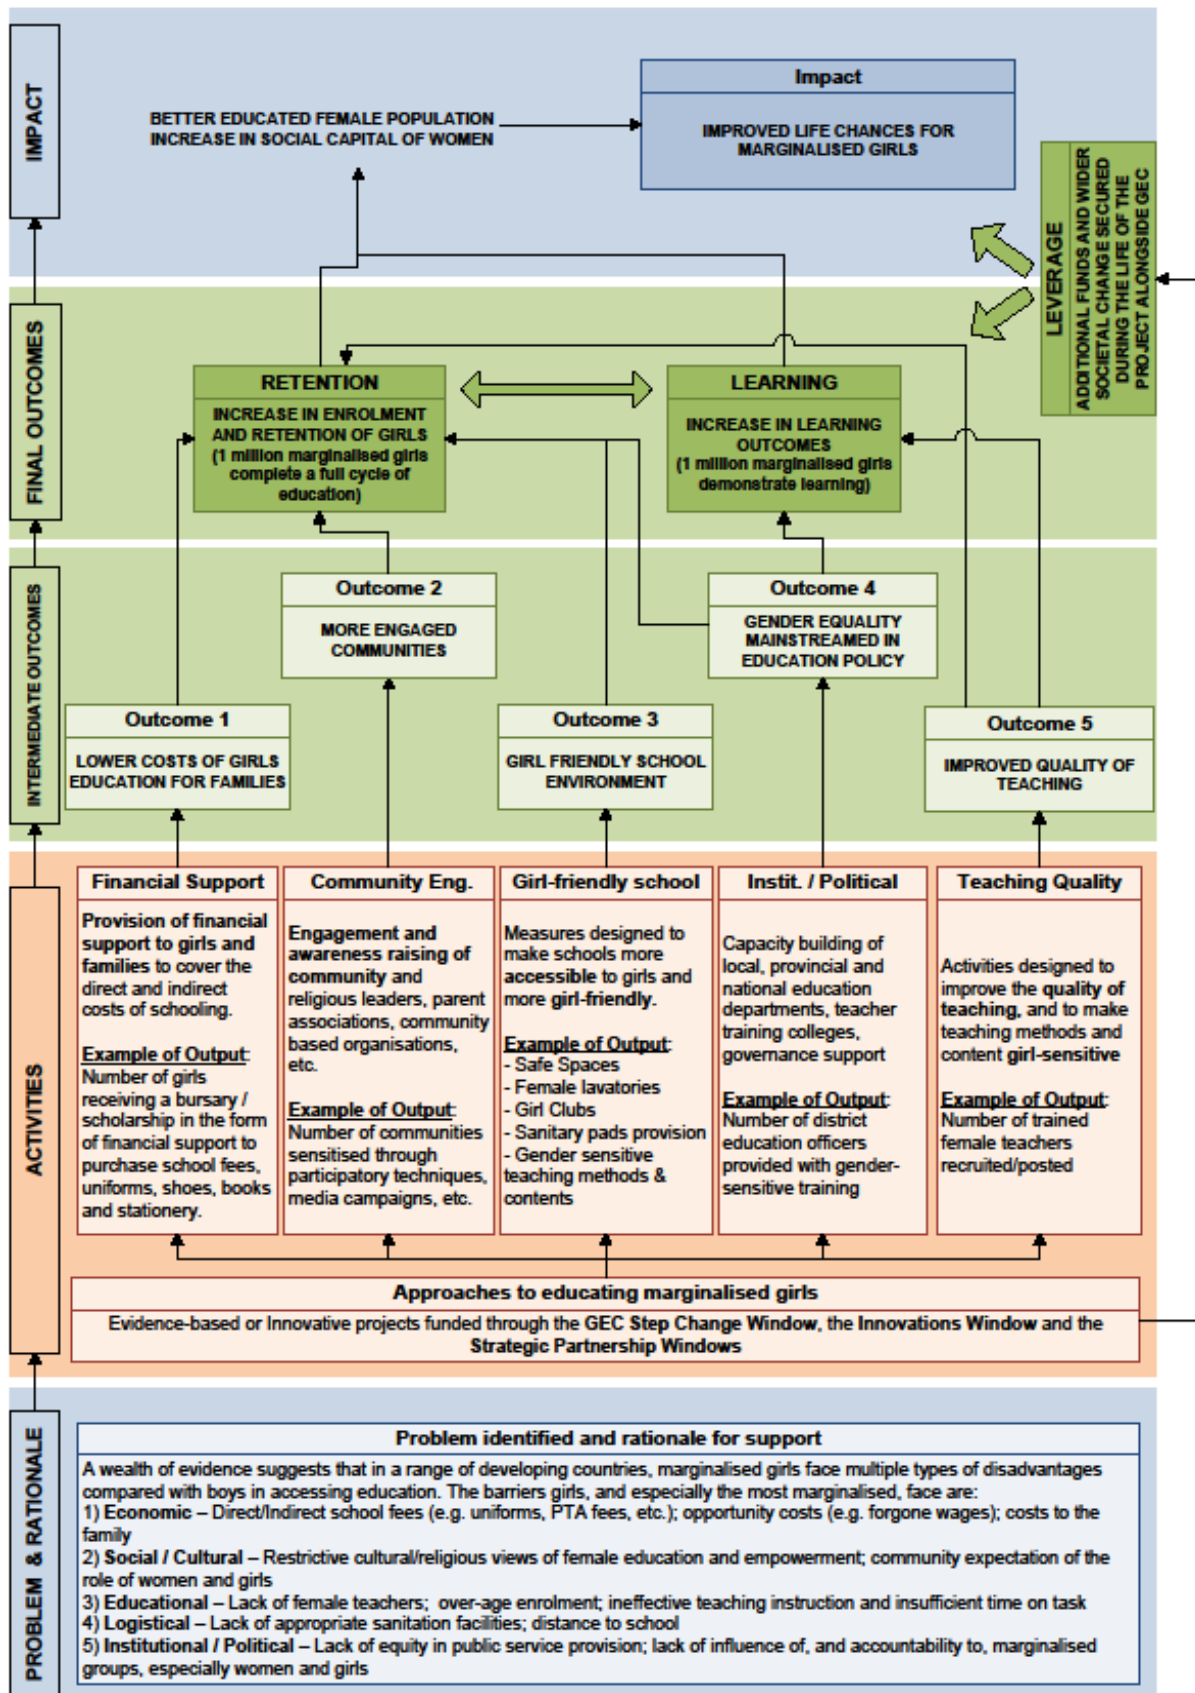 IMPACT
BETTER EDUCATED FEMALE POPULATION
INCREASE IN SOCIAL CAPITAL OF WOMEN
Impact
IMPROVED LIFE CHANCES FOR
MARGINALISED GIRLS
LEVERAGE
ADDITIONAL FUNDS AND WIDER
SOCIETAL CHANGE SECURED
DURING THE LIFE OF THE
PROJECT ALONGSIDE GEC
FINAL OUTCOMES
RETENTION
INCREASE IN ENROLMENT
AND RETENTION OF GIRLS
(1 million marginalised girls
complete a full cycle of
education)
LEARNING
INCREASE IN LEARNING
OUTCOMES
(1 million marginalised girls
demonstrate learning)
INTERMEDIATE OUTCOMES
Outcome 2
MORE ENGAGED
COMMUNITIES
Outcome 4
GENDER EQUALITY
MAINSTREAMED IN
EDUCATION POLICY
Outcome 1
LOWER COSTS OF GIRLS
EDUCATION FOR FAMILIES
Outcome 3
GIRL FRIENDLY SCHOOL
ENVIRONMENT
Outcome 5
IMPROVED QUALITY OF
TEACHING
ACTIVITIES
Financial Support
Provision of financial
support to girls and
families to cover the
direct and indirect
costs of schooling.
Example of Output:
Number of girls
receiving a bursary /
scholarship in the form
of financial support to
purchase school fees,
uniforms, shoes, books
and stationery.
Community Eng.
Engagement and
awareness raising of
community and
religious leaders, parent
associations, community
based organisations,
etc.
Example of Output:
Number of communities
sensitised through
participatory techniques,
media campaigns, etc.
Girl-friendly school
Measures designed to
make schools more
accessible to girls and
more girl-friendly.
Example of Output:
- Safe Spaces
- Female lavatories
- Girl Clubs
- Sanitary pads provision
- Gender sensitive
teaching methods &
contents
Instit. / Political
Capacity building of
local, provincial and
national education
departments, teacher
training colleges,
governance support
Example of Output:
Number of district
education officers
provided with gender-
sensitive training
Teaching Quality
Activities designed to
improve the quality of
teaching, and to make
teaching methods and
content girl-sensitive
Example of Output:
Number of trained
female teachers
recruited/posted
Approaches to educating marginalised girls
Evidence-based or Innovative projects funded through the GEC Step Change Window, the Innovations Window and the
Strategic Partnership Windows
PROBLEM & RATIONALE
Problem identified and rationale for support
A wealth of evidence suggests that in a range of developing countries, marginalised girls face multiple types of disadvantages
compared with boys in accessing education. The barriers girls, and especially the most marginalised, face are:
1) Economic – Direct/Indirect school fees (e.g. uniforms, PTA fees, etc.); opportunity costs (e.g. forgone wages); costs to the
family
2) Social / Cultural – Restrictive cultural/religious views of female education and empowerment; community expectation of the
role of women and girls
3) Educational – Lack of female teachers; over-age enrolment; ineffective teaching instruction and insufficient time on task
4) Logistical – Lack of appropriate sanitation facilities; distance to school
5) Institutional / Political – Lack of equity in public service provision; lack of influence of, and accountability to, marginalised
groups, especially women and girls